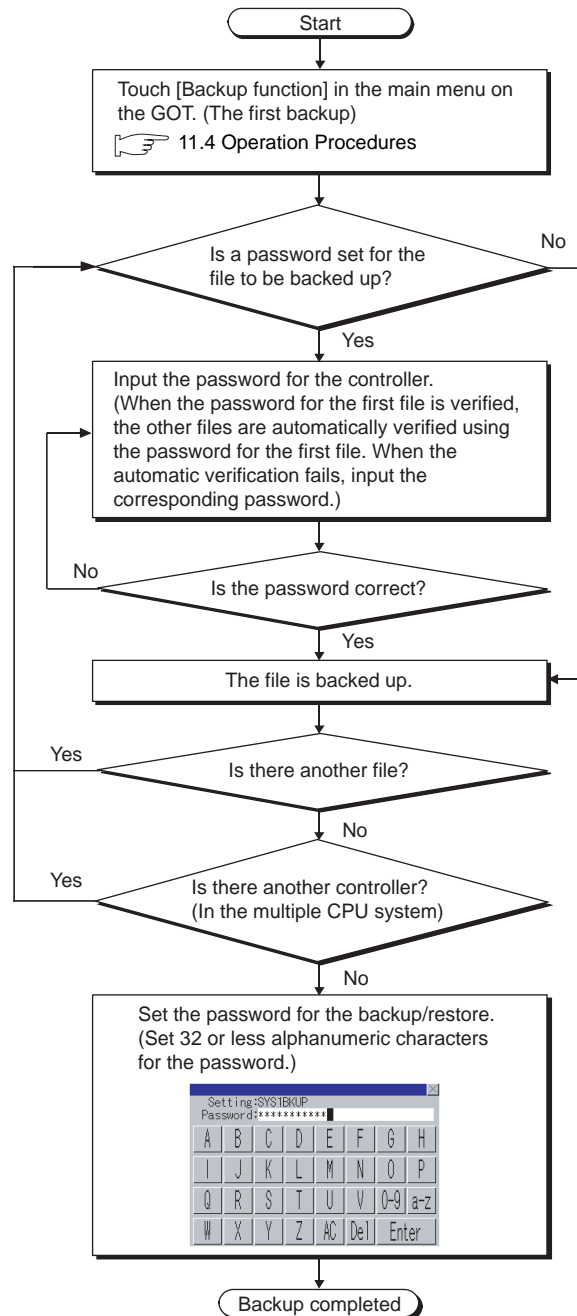 Start
Touch [Backup function] in the main menu on
the GOT. (The first backup)
11.4 Operation Procedures
Is a password set for the
file to be backed up?
No
Yes
Input the password for the controller.
(When the password for the first file is verified,
the other files are automatically verified using
the password for the first file. When the
automatic verification fails, input the
corresponding password.)
No
Is the password correct?
Yes
The file is backed up.
Yes
Is there another file?
No
Yes
Is there another controller?
(In the multiple CPU system)
No
Set the password for the backup/restore.
(Set 32 or less alphanumeric characters
for the password.)
Setting:SYS1BKUP
Password:***********
A B C D E F G H
I J K L M N O P
Q R S T U V 0-9 a-z
W X Y Z AC Del Enter
Backup completed